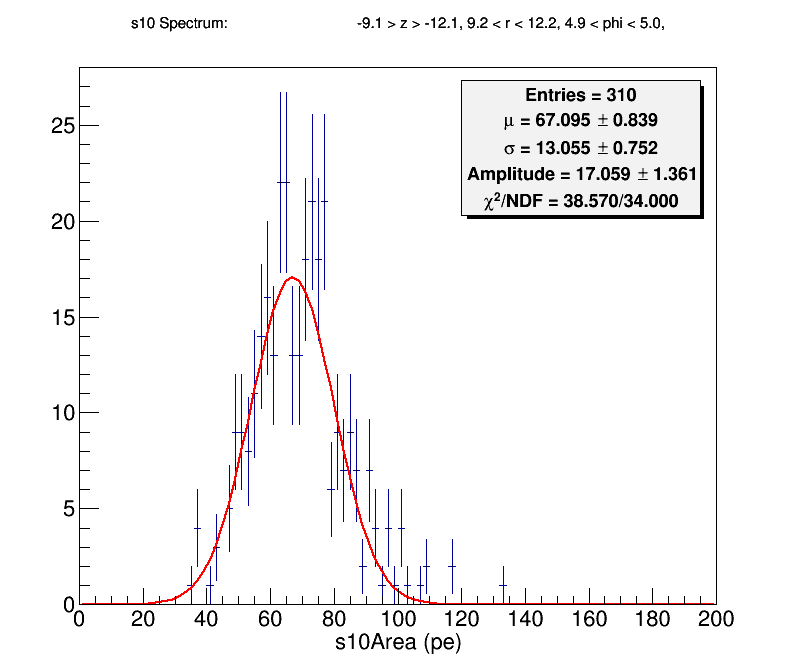 s10 Spectrum: -9.1 > z > -12.1, 9.2 < r < 12.2, 4.9 < phi < 5.0,
Entries = 310
μ = 67.095 ± 0.839
σ = 13.055 ± 0.752
Amplitude = 17.059 ± 1.361
χ²/NDF = 38.570/34.000
25
20
15
10
5
0
0 20 40 60 80 100 120 140 160 180 200
s10Area (pe)